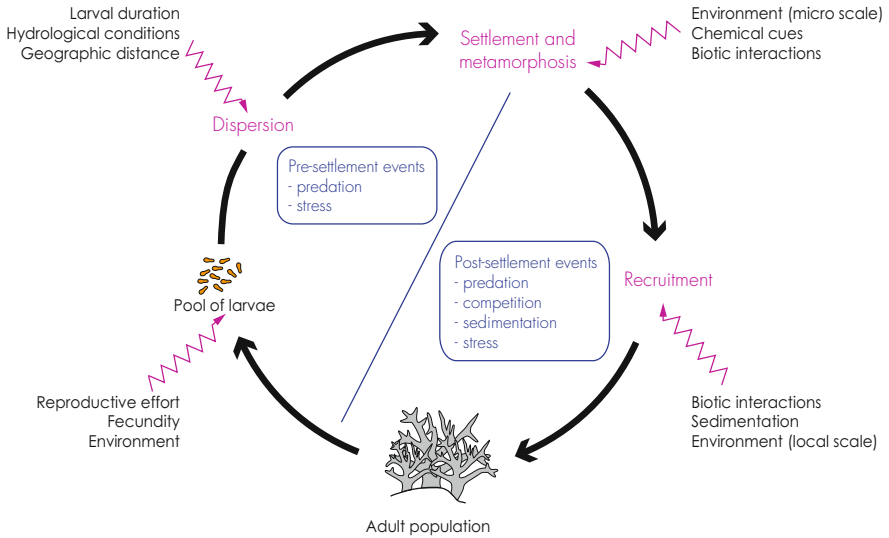 Larval duration
Hydrological conditions
Geographic distance
Settlement and
metamorphosis
Environment (micro scale)
Chemical cues
Biotic interactions
Dispersion
Pre-settlement events
- predation
- stress
Post-settlement events
- predation
- competition
- sedimentation
- stress
Recruitment
Pool of larvae
Reproductive effort
Fecundity
Environment
Biotic interactions
Sedimentation
Environment (local scale)
Adult population